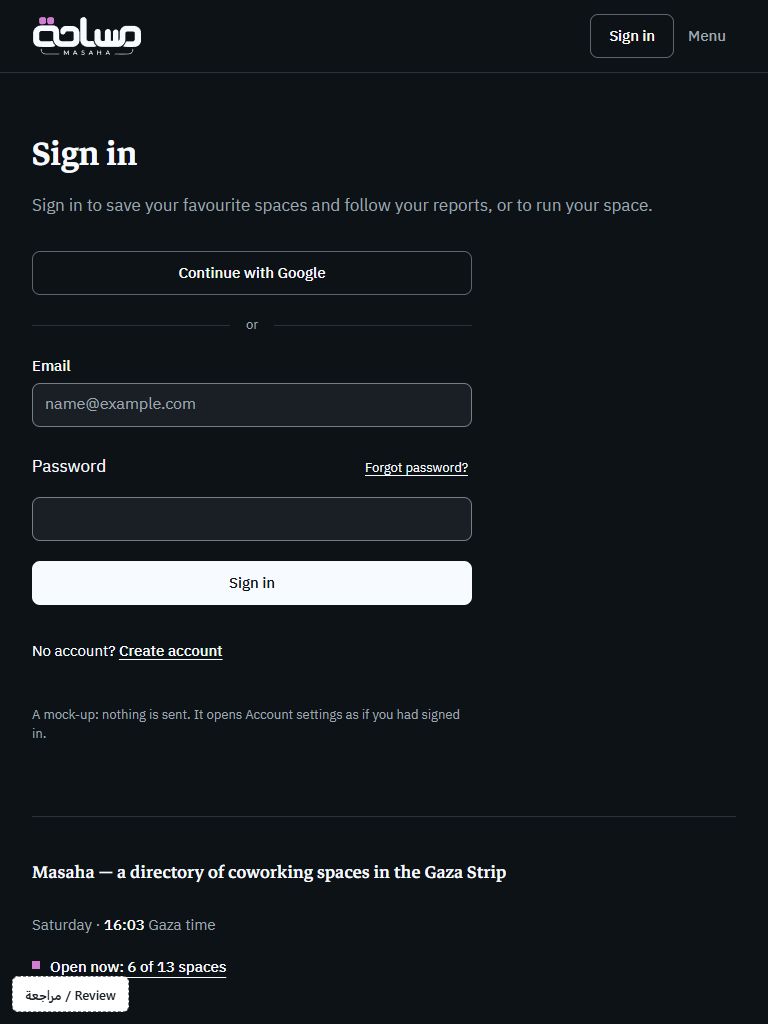 مساحة
MASAHA
Sign in
Menu
Sign in
Sign in to save your favourite spaces and follow your reports, or to run your space.
Continue with Google
or
Email
name@example.com
Password
Forgot password?
Sign in
No account? Create account
A mock-up: nothing is sent. It opens Account settings as if you had signed
in.
Masaha — a directory of coworking spaces in the Gaza Strip
Saturday · 16:03 Gaza time
Open now: 6 of 13 spaces
مراجعة / Review